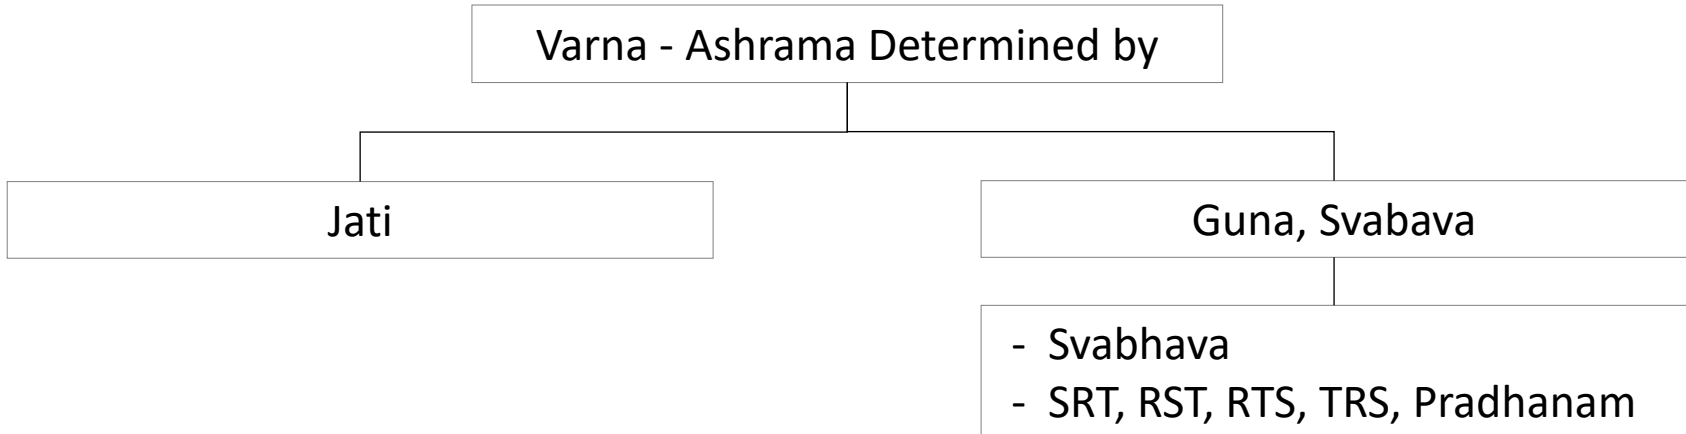 Varna - Ashrama Determined by
Jati
Guna, Svabava
- Svabhava
- SRT, RST, RTS, TRS, Pradhanam